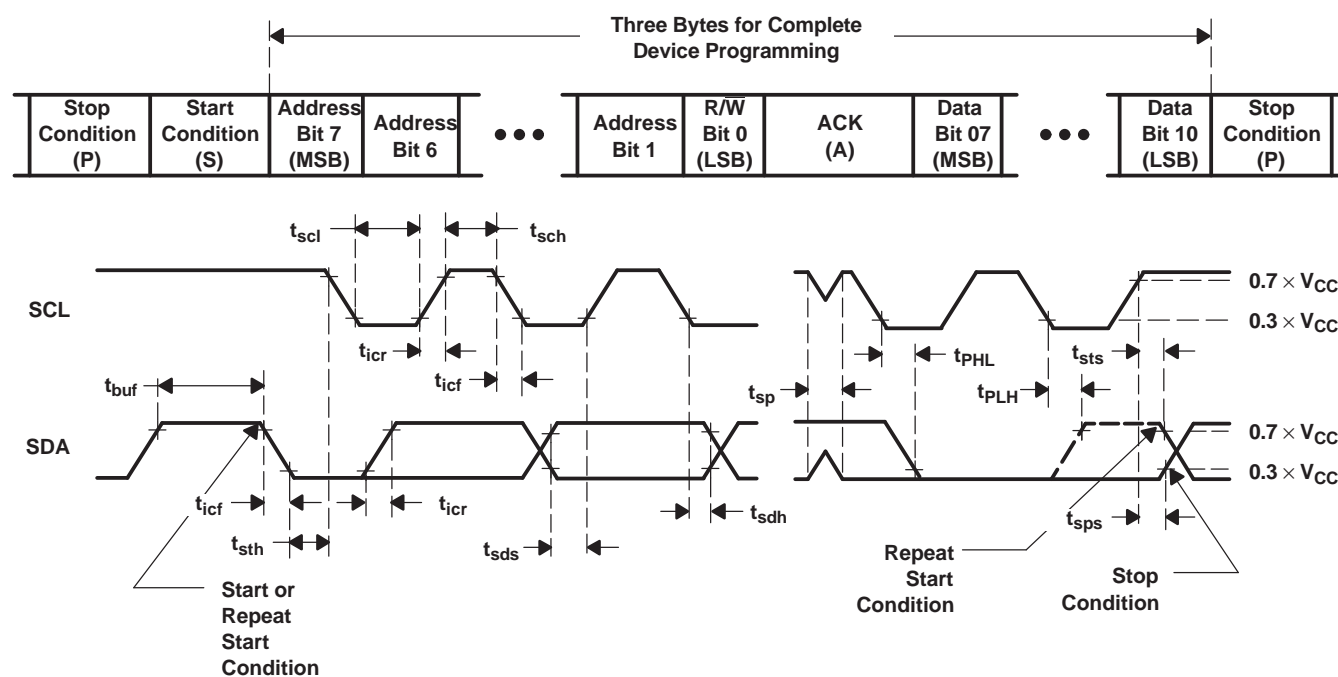 Three Bytes for Complete
Device Programming
Stop
Condition
(P)
Start
Condition
(S)
Address
Bit 7
(MSB)
Address
Bit 6
•••
Address
Bit 1
R/W̅
Bit 0
(LSB)
ACK
(A)
Data
Bit 07
(MSB)
•••
Data
Bit 10
(LSB)
Stop
Condition
(P)
tscl
tsch
SCL
0.7 × VCC
0.3 × VCC
ticr
ticf
tbuf
tsp
tPHL
tPLH
tsts
SDA
0.7 × VCC
0.3 × VCC
ticf
tsth
ticr
tsds
tsdh
tsps
Start or
Repeat
Start
Condition
Repeat
Start
Condition
Stop
Condition